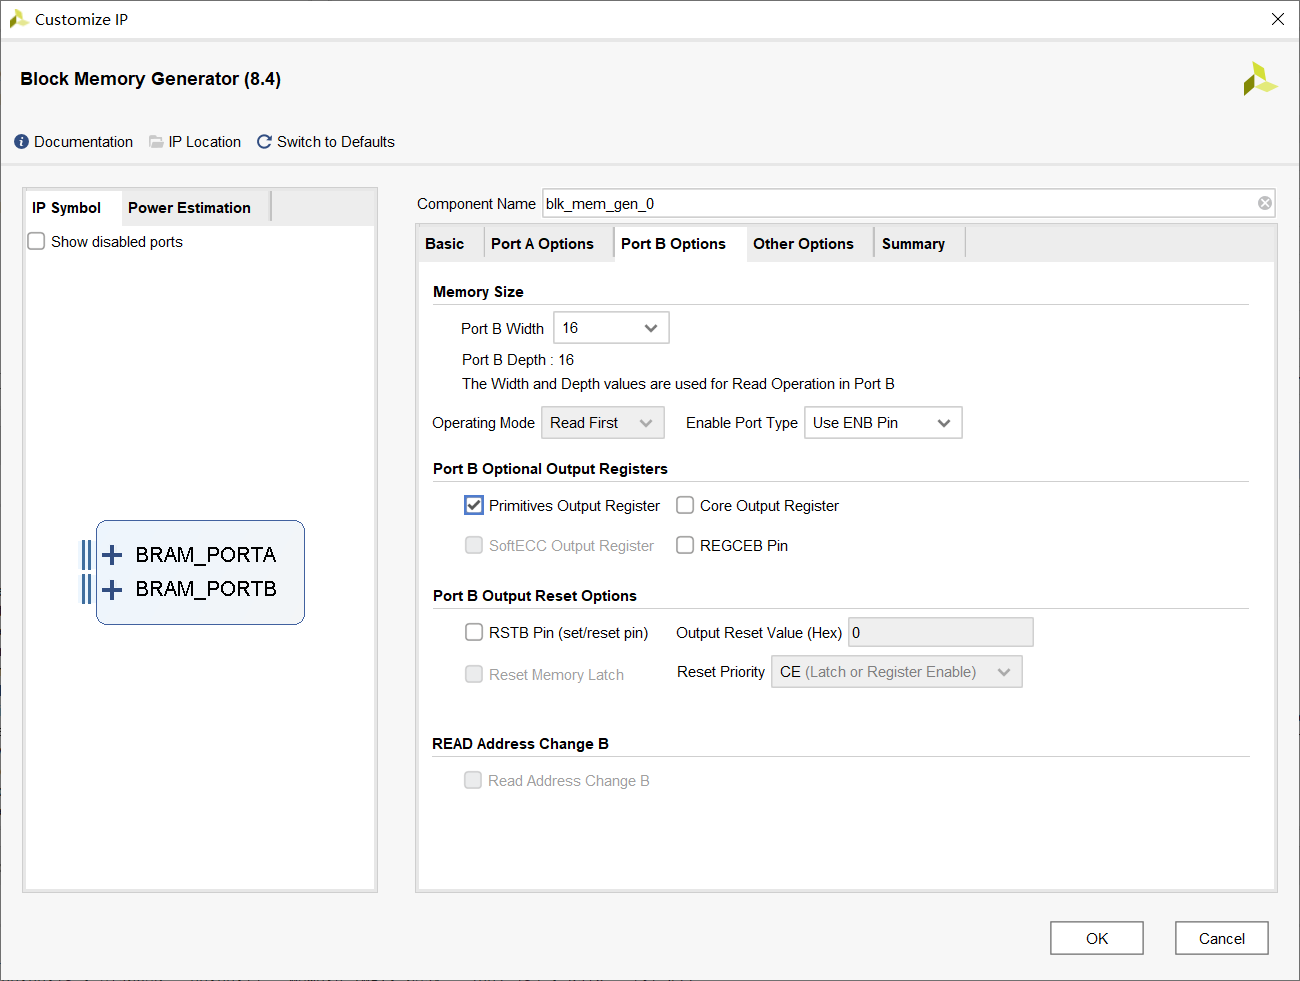 Customize IP
Block Memory Generator (8.4)
Documentation IP Location Switch to Defaults
IP Symbol Power Estimation
Show disabled ports
BRAM_PORTA
BRAM_PORTB
Component Name blk_mem_gen_0
Basic Port A Options Port B Options Other Options Summary
Memory Size
Port B Width 16
Port B Depth : 16
The Width and Depth values are used for Read Operation in Port B
Operating Mode Read First Enable Port Type Use ENB Pin
Port B Optional Output Registers
Primitives Output Register Core Output Register
SoftECC Output Register REGCEB Pin
Port B Output Reset Options
RSTB Pin (set/reset pin) Output Reset Value (Hex) 0
Reset Memory Latch Reset Priority CE (Latch or Register Enable)
READ Address Change B
Read Address Change B
OK Cancel